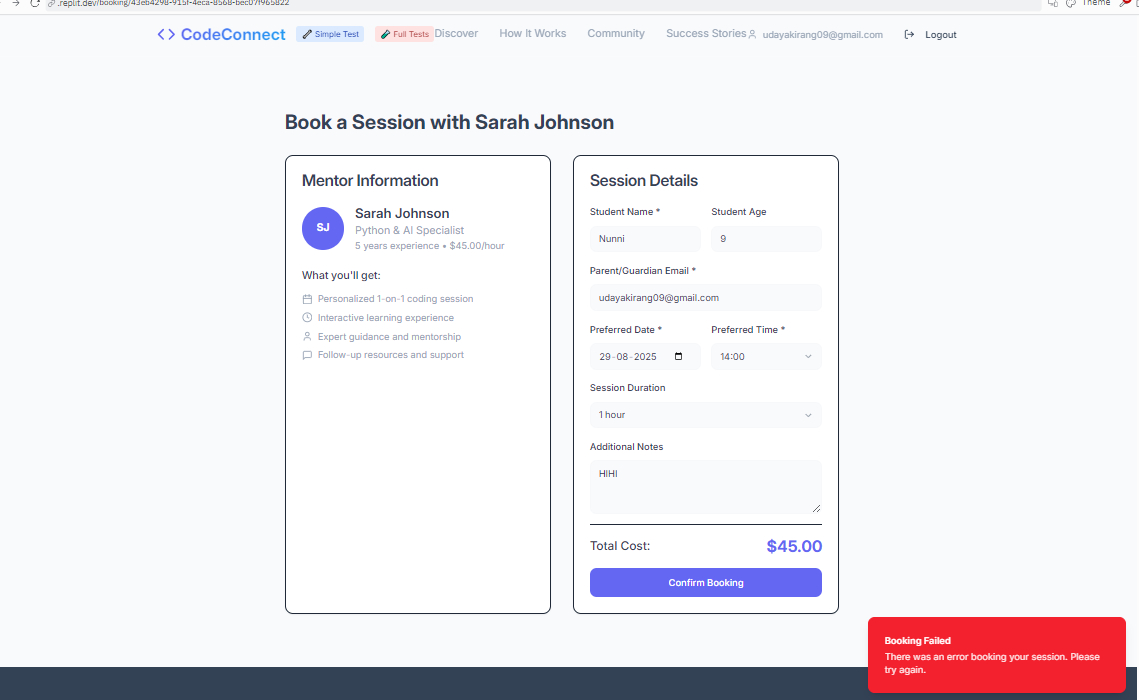 .replit.dev/booking/43eb4298-915f-4eca-8568-bec07f965822
Theme
CodeConnect Simple Test Full Tests Discover How It Works Community Success Stories udayakirang09@gmail.com Logout
Book a Session with Sarah Johnson
Mentor Information
SJ
Sarah Johnson
Python & AI Specialist
5 years experience • $45.00/hour
What you'll get:
Personalized 1-on-1 coding session
Interactive learning experience
Expert guidance and mentorship
Follow-up resources and support
Session Details
Student Name * Student Age
Nunni 9
Parent/Guardian Email *
udayakirang09@gmail.com
Preferred Date * Preferred Time *
29-08-2025 14:00
Session Duration
1 hour
Additional Notes
HIHI
Total Cost: $45.00
Confirm Booking
Booking Failed
There was an error booking your session. Please
try again.